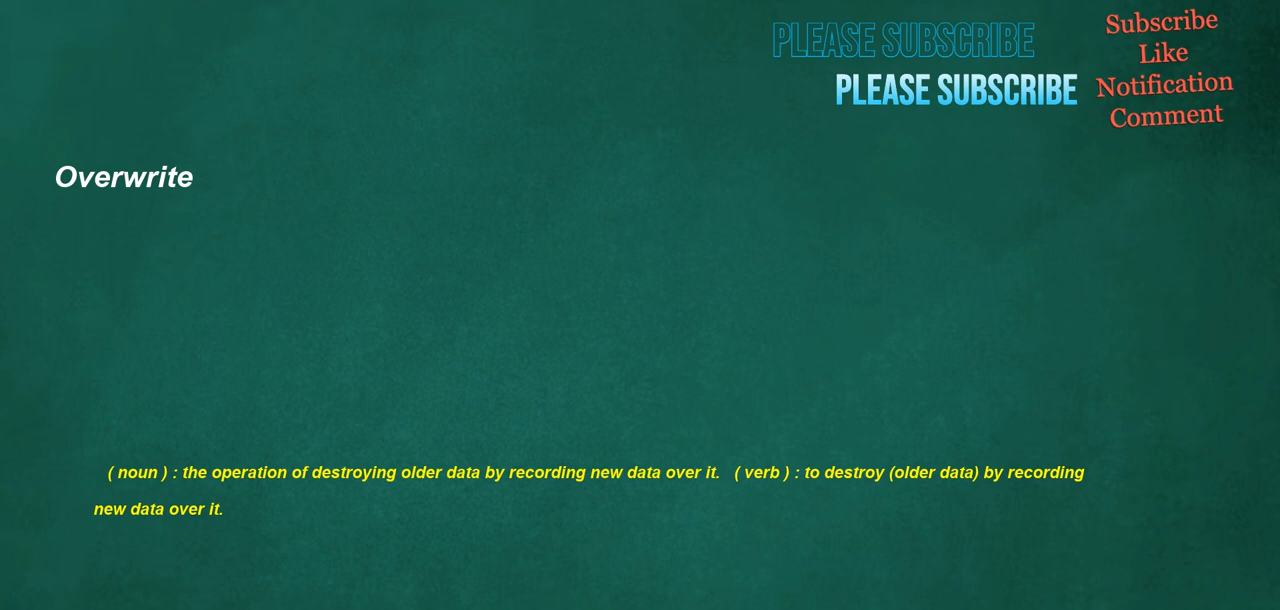 PLEASE SUBSCRIBE
PLEASE SUBSCRIBE
Subscribe
Like
Notification
Comment
Overwrite
( noun ) : the operation of destroying older data by recording new data over it. ( verb ) : to destroy (older data) by recording
new data over it.